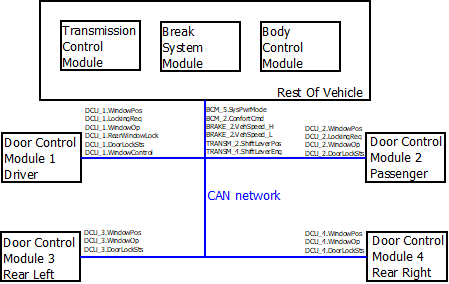 Transmission
Control
Module
Break
System
Module
Body
Control
Module
Rest Of Vehicle
DCU_1.WindowPos
DCU_1.LockingReq
DCU_1.WindowOp
DCU_1.RearWindowLock
DCU_1.DoorLockSts
DCU_1.WindowControl
BCM_5.SysPwrMode
BCM_2.ConfortCmd
BRAKE_2.VehSpeed_H
BRAKE_2.VehSpeed_L
TRANSM_2.ShiftLeverPos
TRANSM_4.ShiftLeverEng
DCU_2.WindowPos
DCU_2.LockingReq
DCU_2.WindowOp
DCU_2.DoorLockSts
Door Control
Module 1
Driver
Door Control
Module 2
Passenger
CAN network
DCU_3.WindowPos
DCU_3.WindowOp
DCU_3.DoorLockSts
DCU_4.WindowPos
DCU_4.WindowOp
DCU_4.DoorLockSts
Door Control
Module 3
Rear Left
Door Control
Module 4
Rear Right